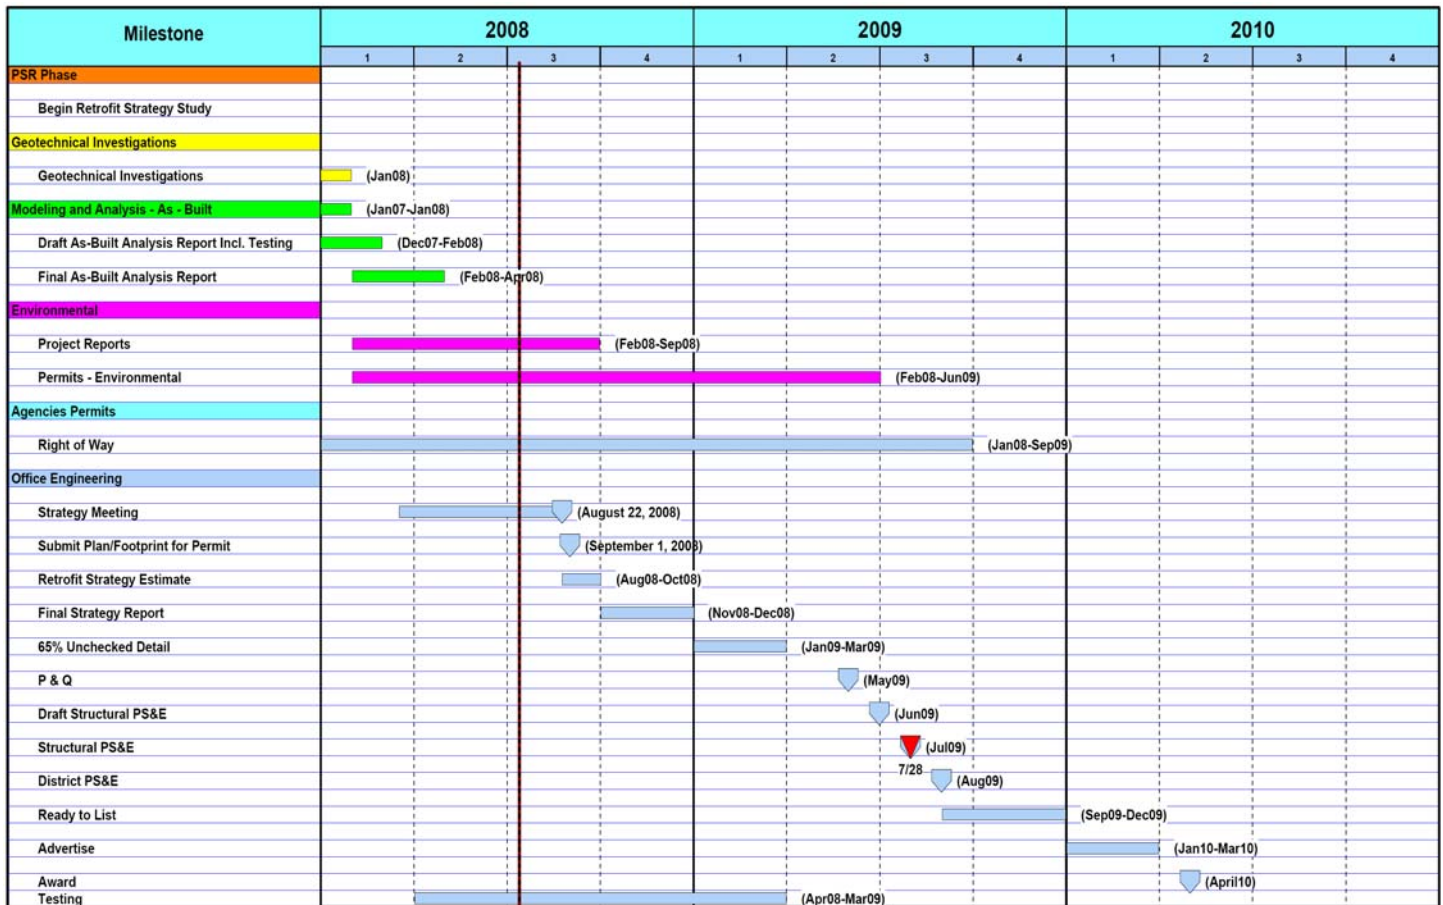 Milestone 2008 2009 2010
1 2 3 4 1 2 3 4 1 2 3 4
PSR Phase
Begin Retrofit Strategy Study
Geotechnical Investigations
Geotechnical Investigations (Jan08)
Modeling and Analysis - As - Built (Jan07-Jan08)
Draft As-Built Analysis Report Incl. Testing (Dec07-Feb08)
Final As-Built Analysis Report (Feb08-Apr08)
Environmental
Project Reports (Feb08-Sep08)
Permits - Environmental (Feb08-Jun09)
Agencies Permits
Right of Way (Jan08-Sep09)
Office Engineering
Strategy Meeting (August 22, 2008)
Submit Plan/Footprint for Permit (September 1, 2008)
Retrofit Strategy Estimate (Aug08-Oct08)
Final Strategy Report (Nov08-Dec08)
65% Unchecked Detail (Jan09-Mar09)
P & Q (May09)
Draft Structural PS&E (Jun09)
Structural PS&E (Jul09)
7/28
District PS&E (Aug09)
Ready to List (Sep09-Dec09)
Advertise (Jan10-Mar10)
Award (April10)
Testing (Apr08-Mar09)